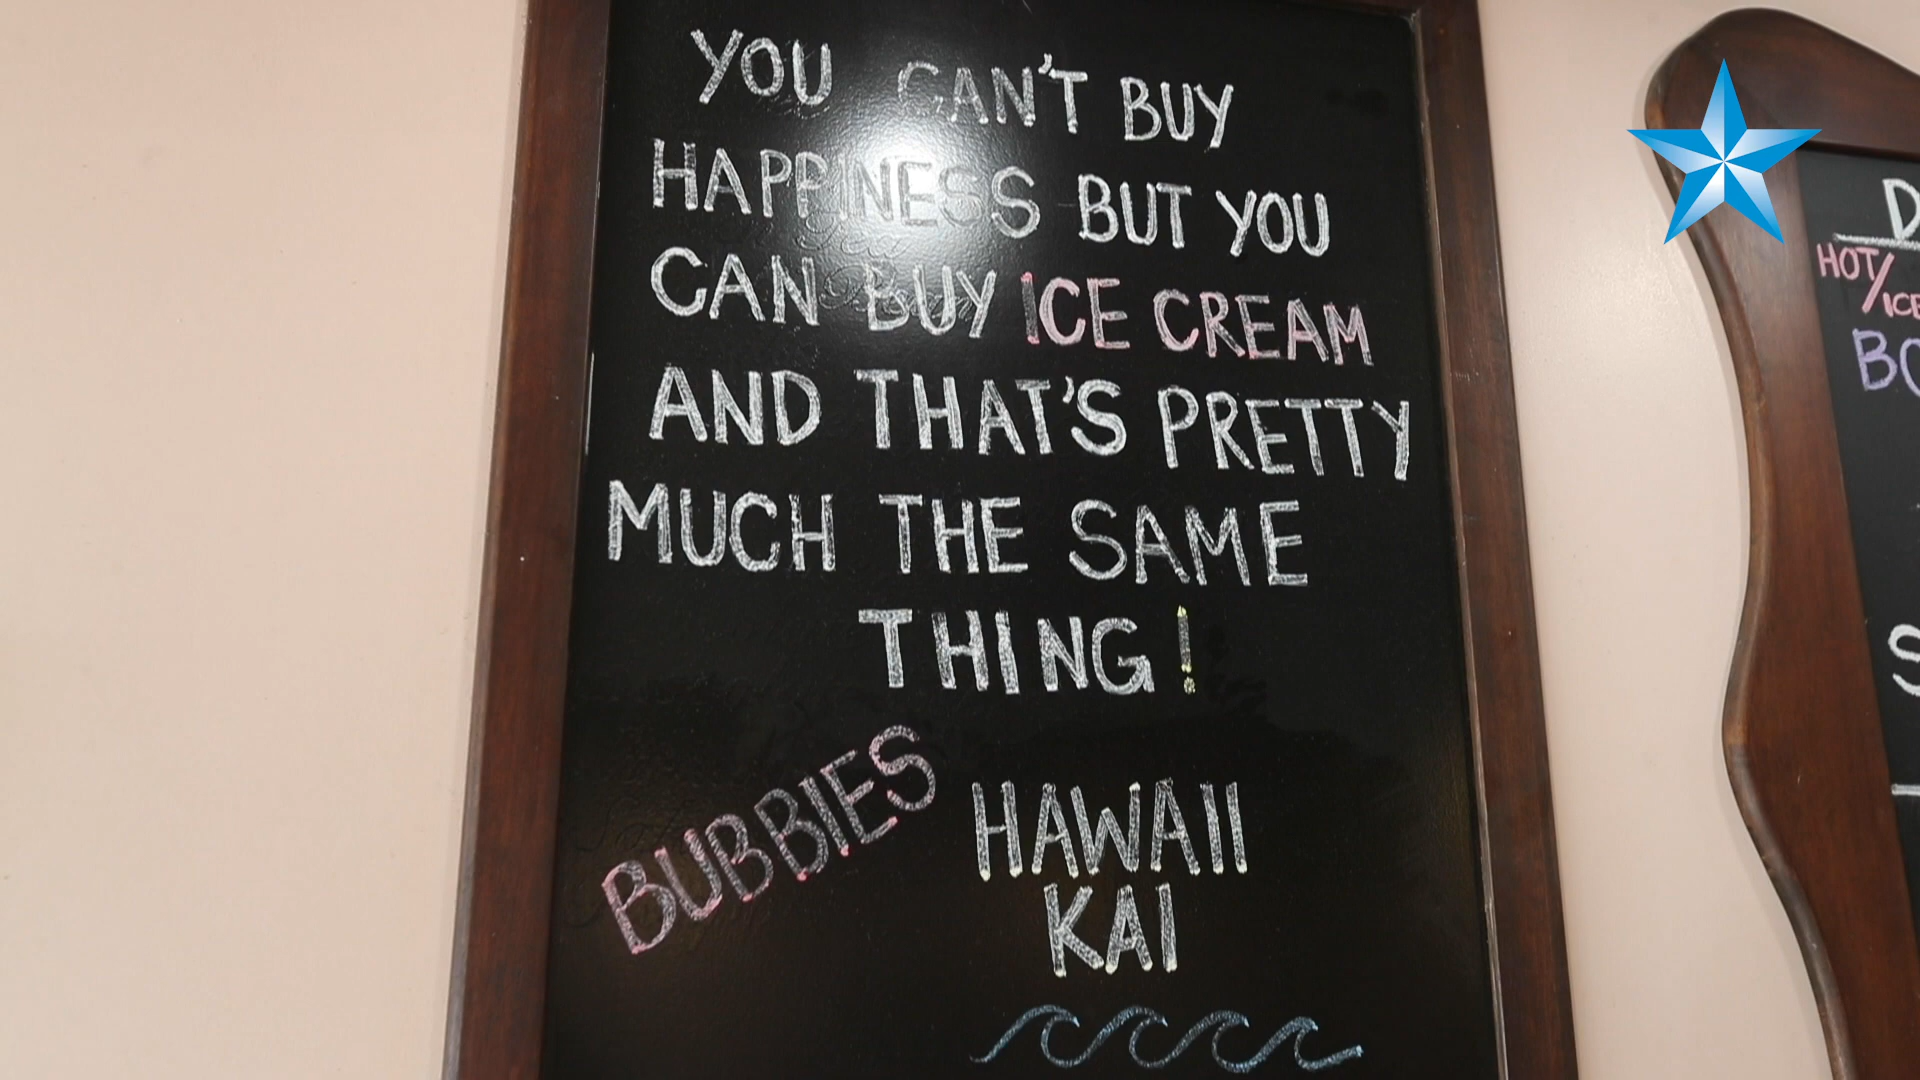 YOU CAN'T BUY
HAPPINESS BUT YOU
CAN BUY ICE CREAM
AND THAT'S PRETTY
MUCH THE SAME
THING!
BUBBIES
HAWAII
KAI
HOT/